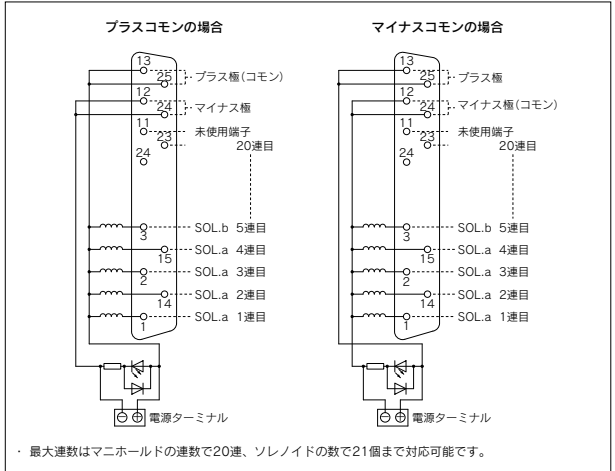 プラスコモンの場合
13
25
プラス極(コモン)
12
24
マイナス極
11
未使用端子
23
20連目
24
SOL.b 5連目
3
SOL.a 4連目
15
SOL.a 3連目
2
SOL.a 2連目
14
SOL.a 1連目
1
⊖ ⊕ 電源ターミナル
マイナスコモンの場合
13
25
プラス極
12
24
マイナス極(コモン)
11
未使用端子
23
20連目
24
SOL.b 5連目
3
SOL.a 4連目
15
SOL.a 3連目
2
SOL.a 2連目
14
SOL.a 1連目
1
⊖ ⊕ 電源ターミナル
・ 最大連数はマニホールドの連数で20連、ソレノイドの数で21個まで対応可能です。